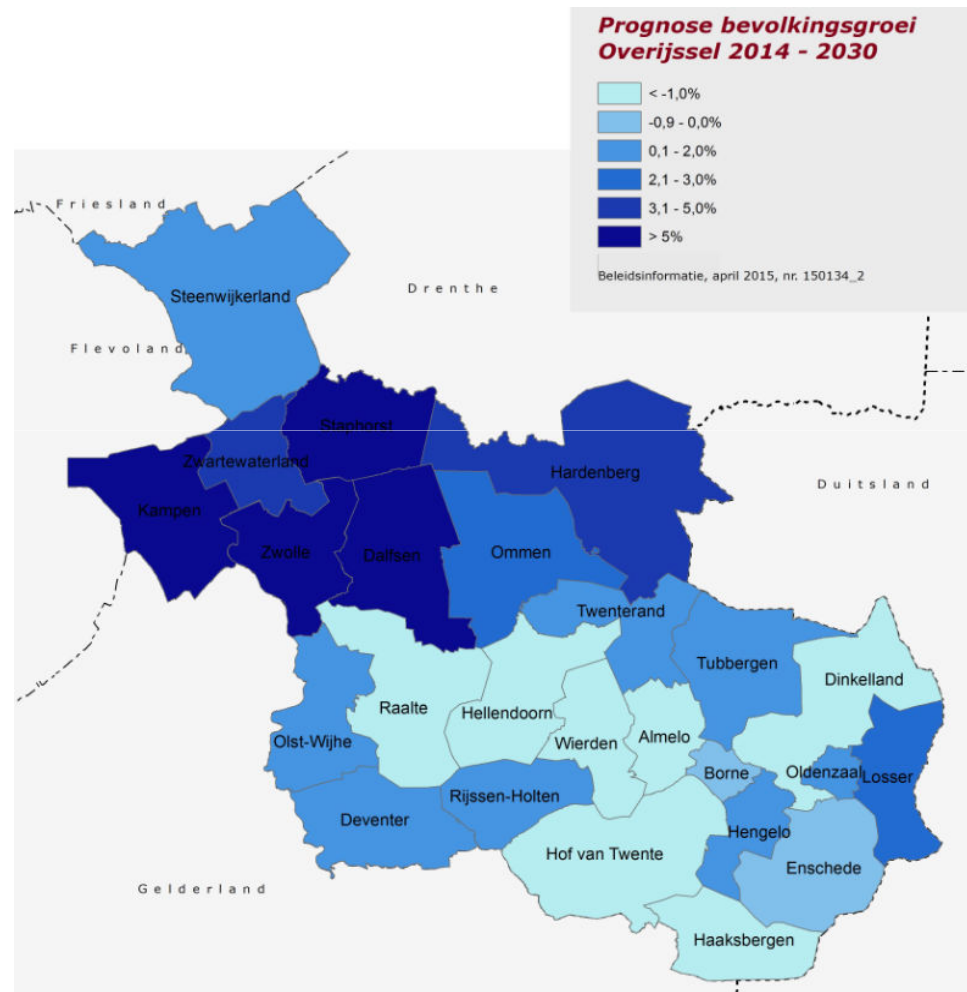 Prognose bevolkingsgroei
Overijssel 2014 - 2030
< -1,0%
-0,9 - 0,0%
0,1 - 2,0%
2,1 - 3,0%
3,1 - 5,0%
> 5%
Beleidsinformatie, april 2015, nr. 150134_2
Friesland
Drenthe
Steenwijkerland
Flevoland
Staphorst
Zwartewaterland
Hardenberg
Duitsland
Kampen
Zwolle
Dalfsen
Ommen
Twenterand
Tubbergen
Dinkelland
Raalte
Hellendoorn
Almelo
Olst-Wijhe
Wierden
Borne
Oldenzaal
Losser
Rijssen-Holten
Deventer
Hengelo
Hof van Twente
Enschede
Gelderland
Haaksbergen